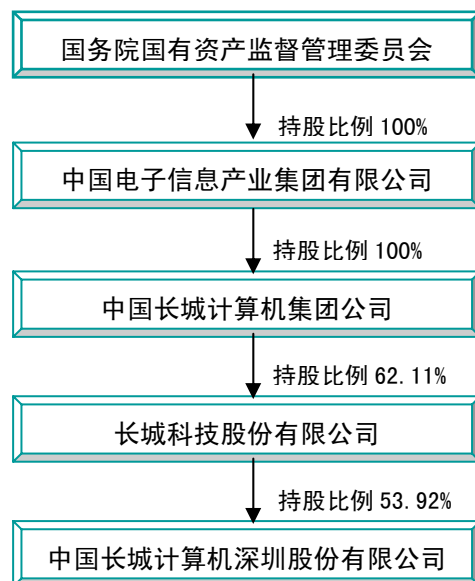 国务院国有资产监督管理委员会
持股比例 100%
中国电子信息产业集团有限公司
持股比例 100%
中国长城计算机集团公司
持股比例 62.11%
长城科技股份有限公司
持股比例 53.92%
中国长城计算机深圳股份有限公司